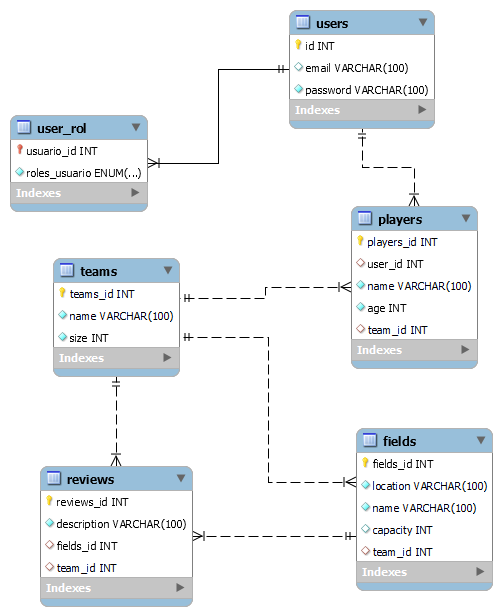 users
id INT
email VARCHAR(100)
password VARCHAR(100)
Indexes
user_rol
usuario_id INT
roles_usuario ENUM(...)
Indexes
players
players_id INT
user_id INT
name VARCHAR(100)
age INT
team_id INT
Indexes
teams
teams_id INT
name VARCHAR(100)
size INT
Indexes
fields
fields_id INT
location VARCHAR(100)
name VARCHAR(100)
capacity INT
team_id INT
Indexes
reviews
reviews_id INT
description VARCHAR(100)
fields_id INT
team_id INT
Indexes